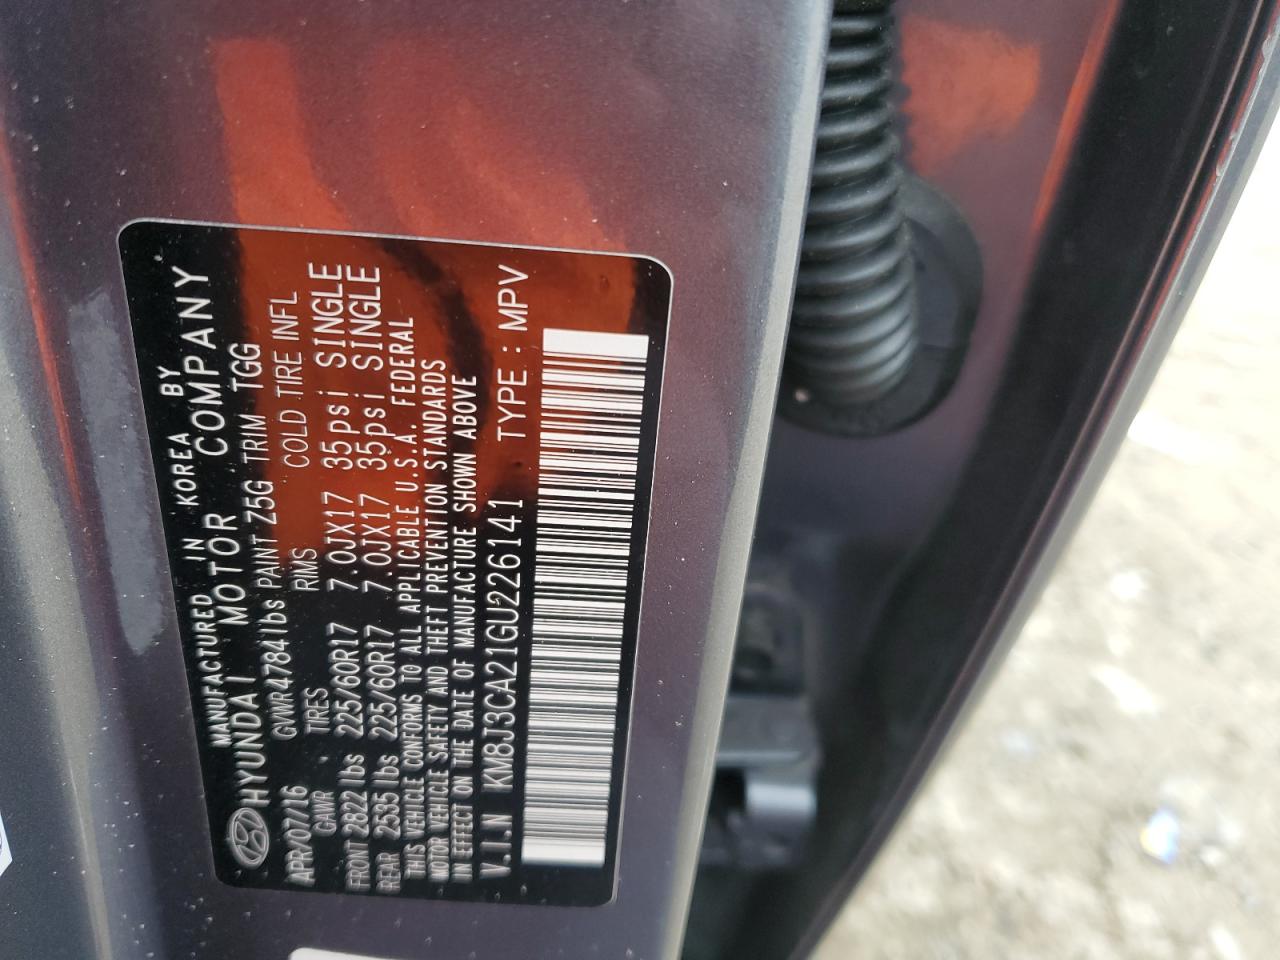 MANUFACTURED IN KOREA BY
HYUNDAI MOTOR COMPANY
APR/07/16 GVWR4784lbs PAINT Z5G TRIM TGG
GAWR TIRES RMS COLD TIRE INFL
FRONT 2822 lbs 225/60R17 7.0JX17 35psi SINGLE
REAR 2535 lbs 225/60R17 7.0JX17 35psi SINGLE
THIS VEHICLE CONFORMS TO ALL APPLICABLE U.S.A. FEDERAL
MOTOR VEHICLE SAFETY AND THEFT PREVENTION STANDARDS
IN EFFECT ON THE DATE OF MANUFACTURE SHOWN ABOVE
V.I.N KM8J3CA21GU226141 TYPE : MPV